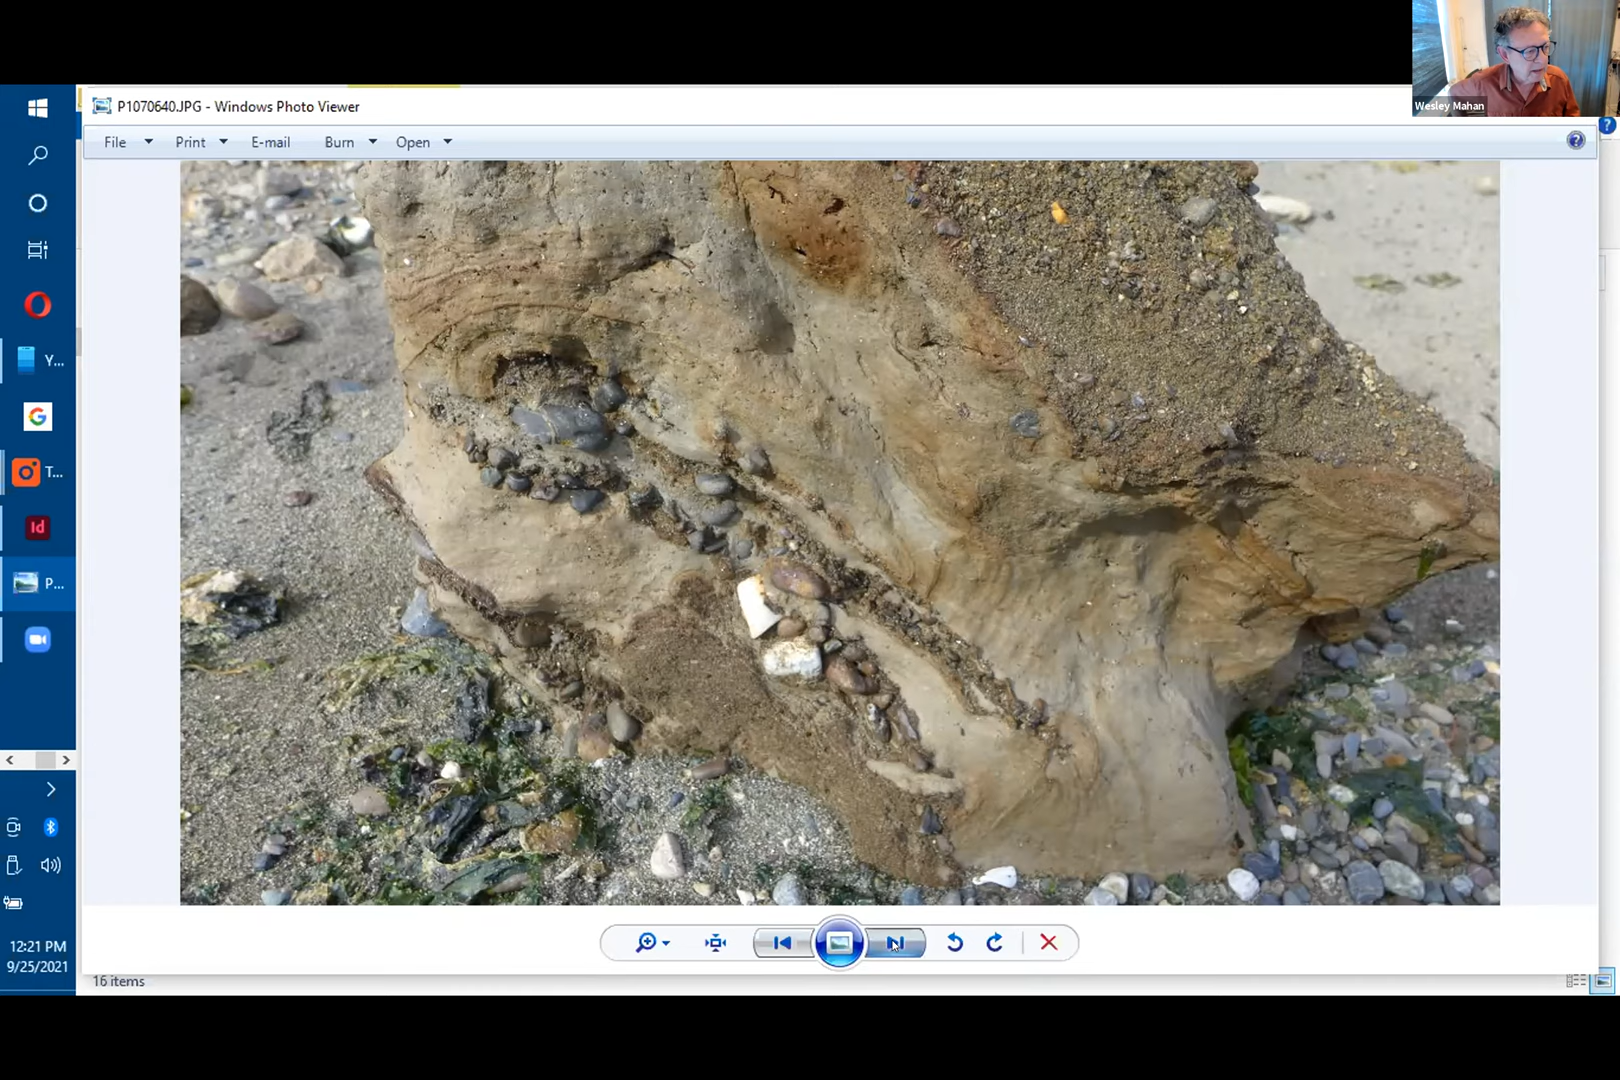 Wesley Mahan
P1070640.JPG - Windows Photo Viewer
File Print E-mail Burn Open
Y...
T...
Id
P...
12:21 PM
9/25/2021
16 items